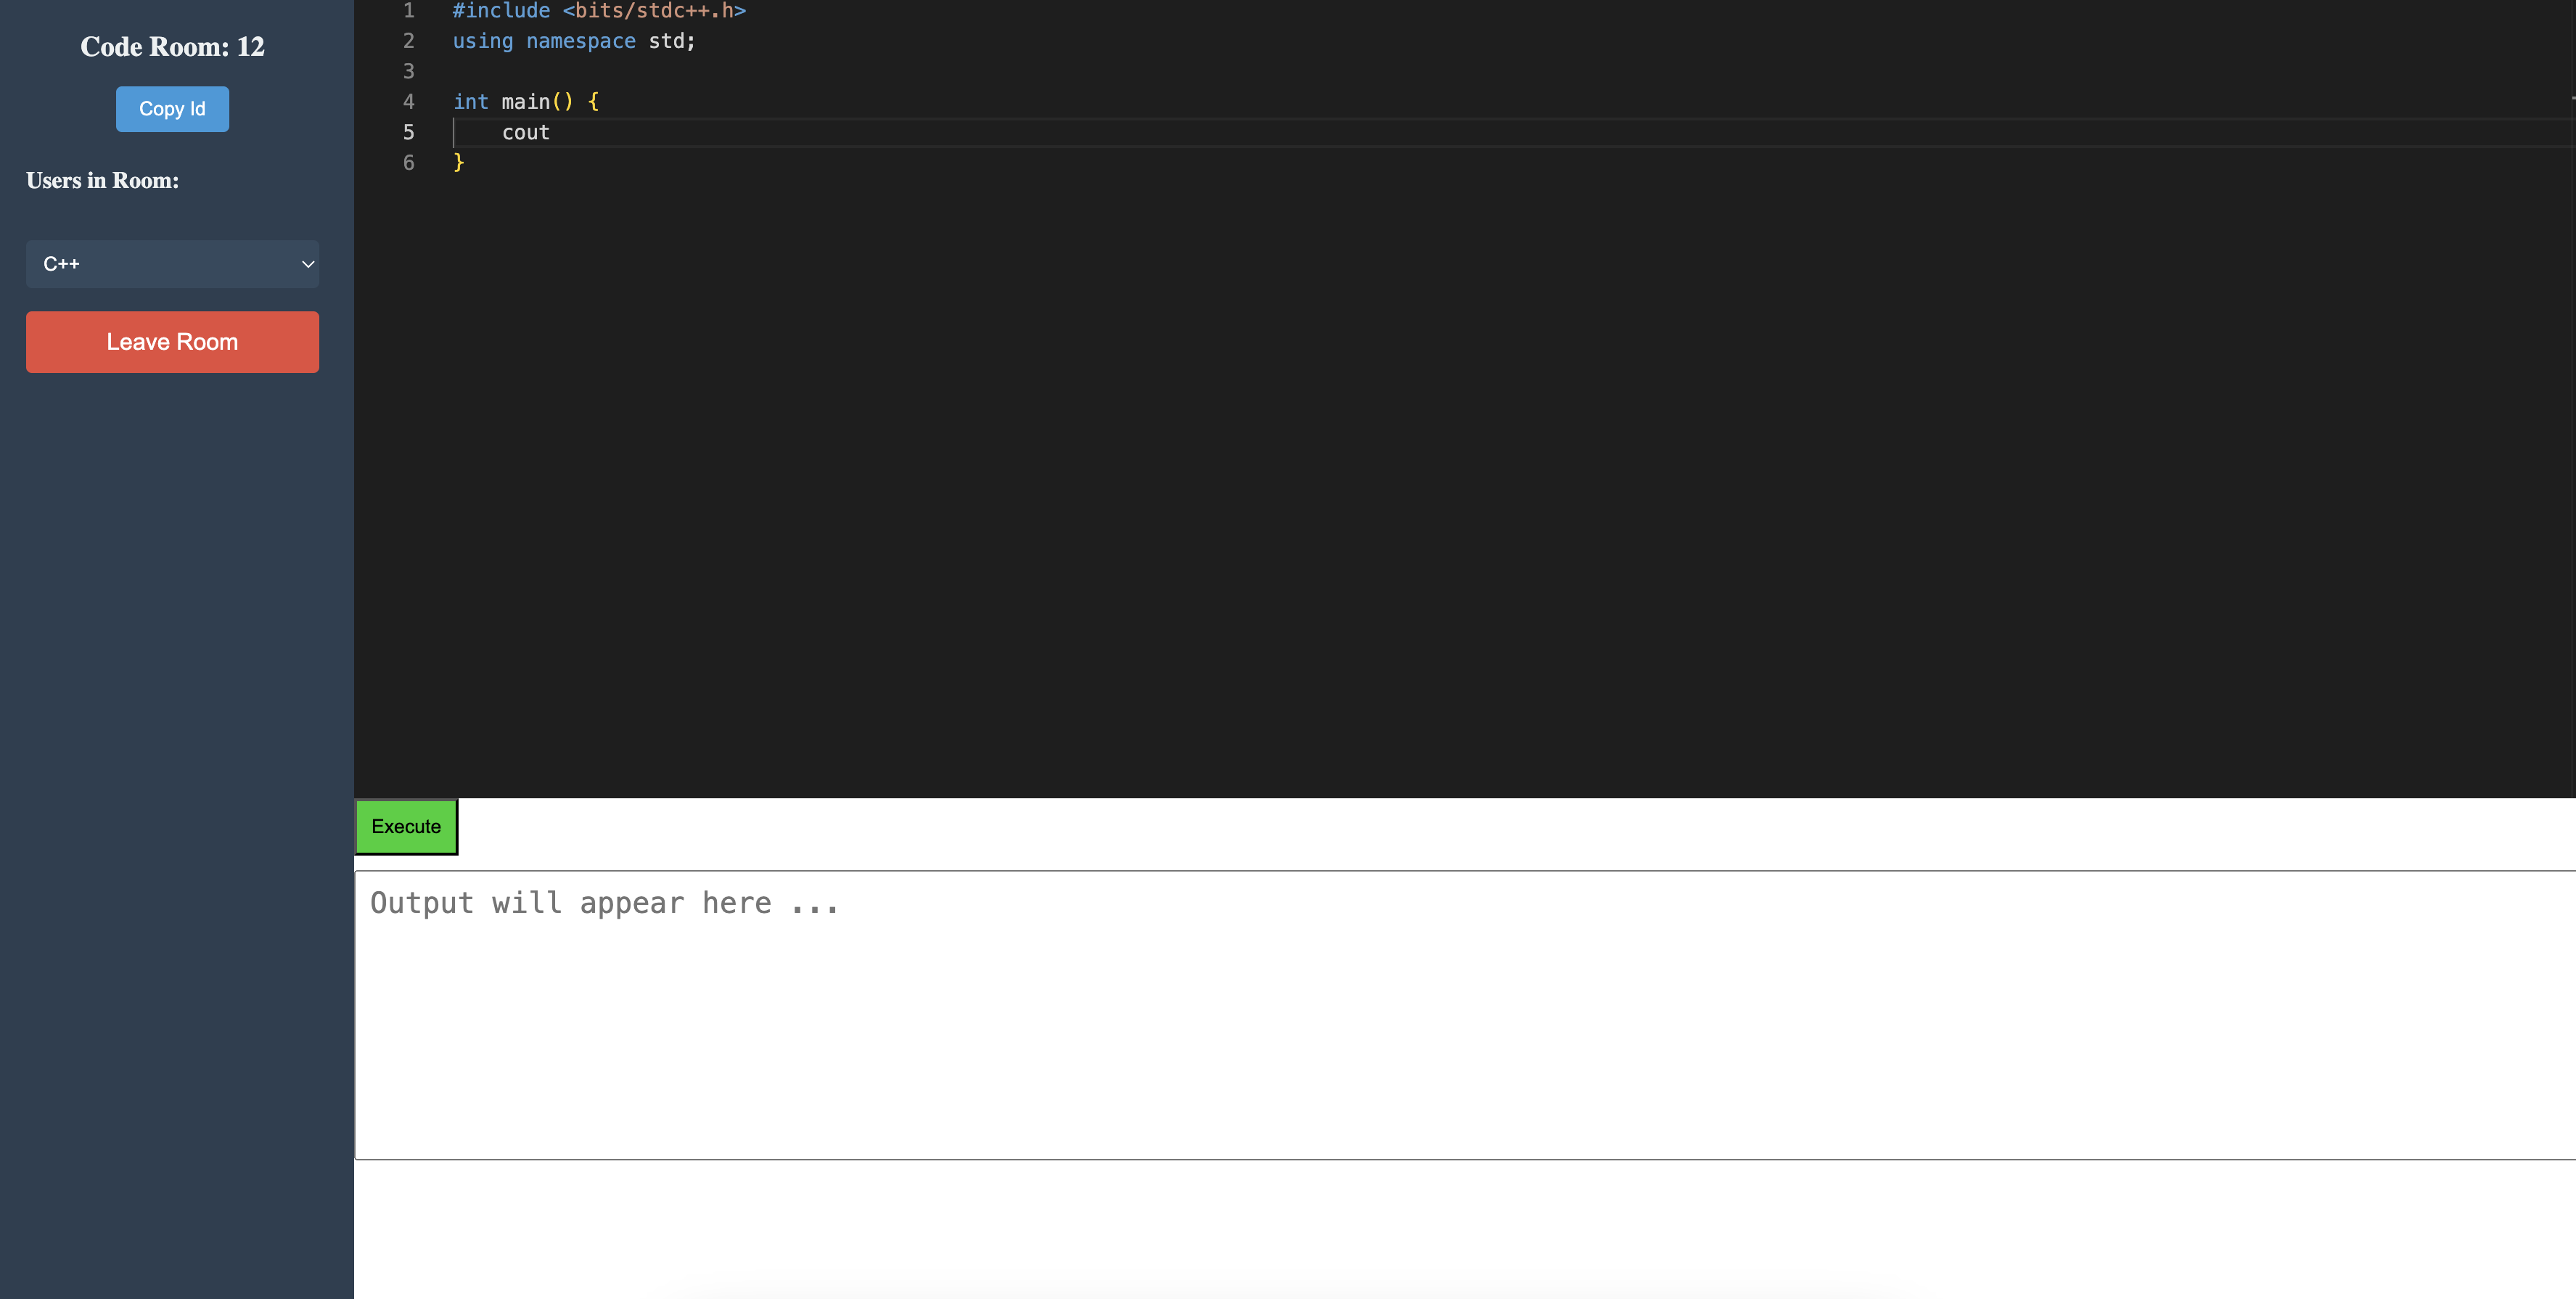 Code Room: 12
Copy Id
Users in Room:
C++
Leave Room
1 #include <bits/stdc++.h>
2 using namespace std;
3
4 int main() {
5     cout
6 }
Execute
Output will appear here ...